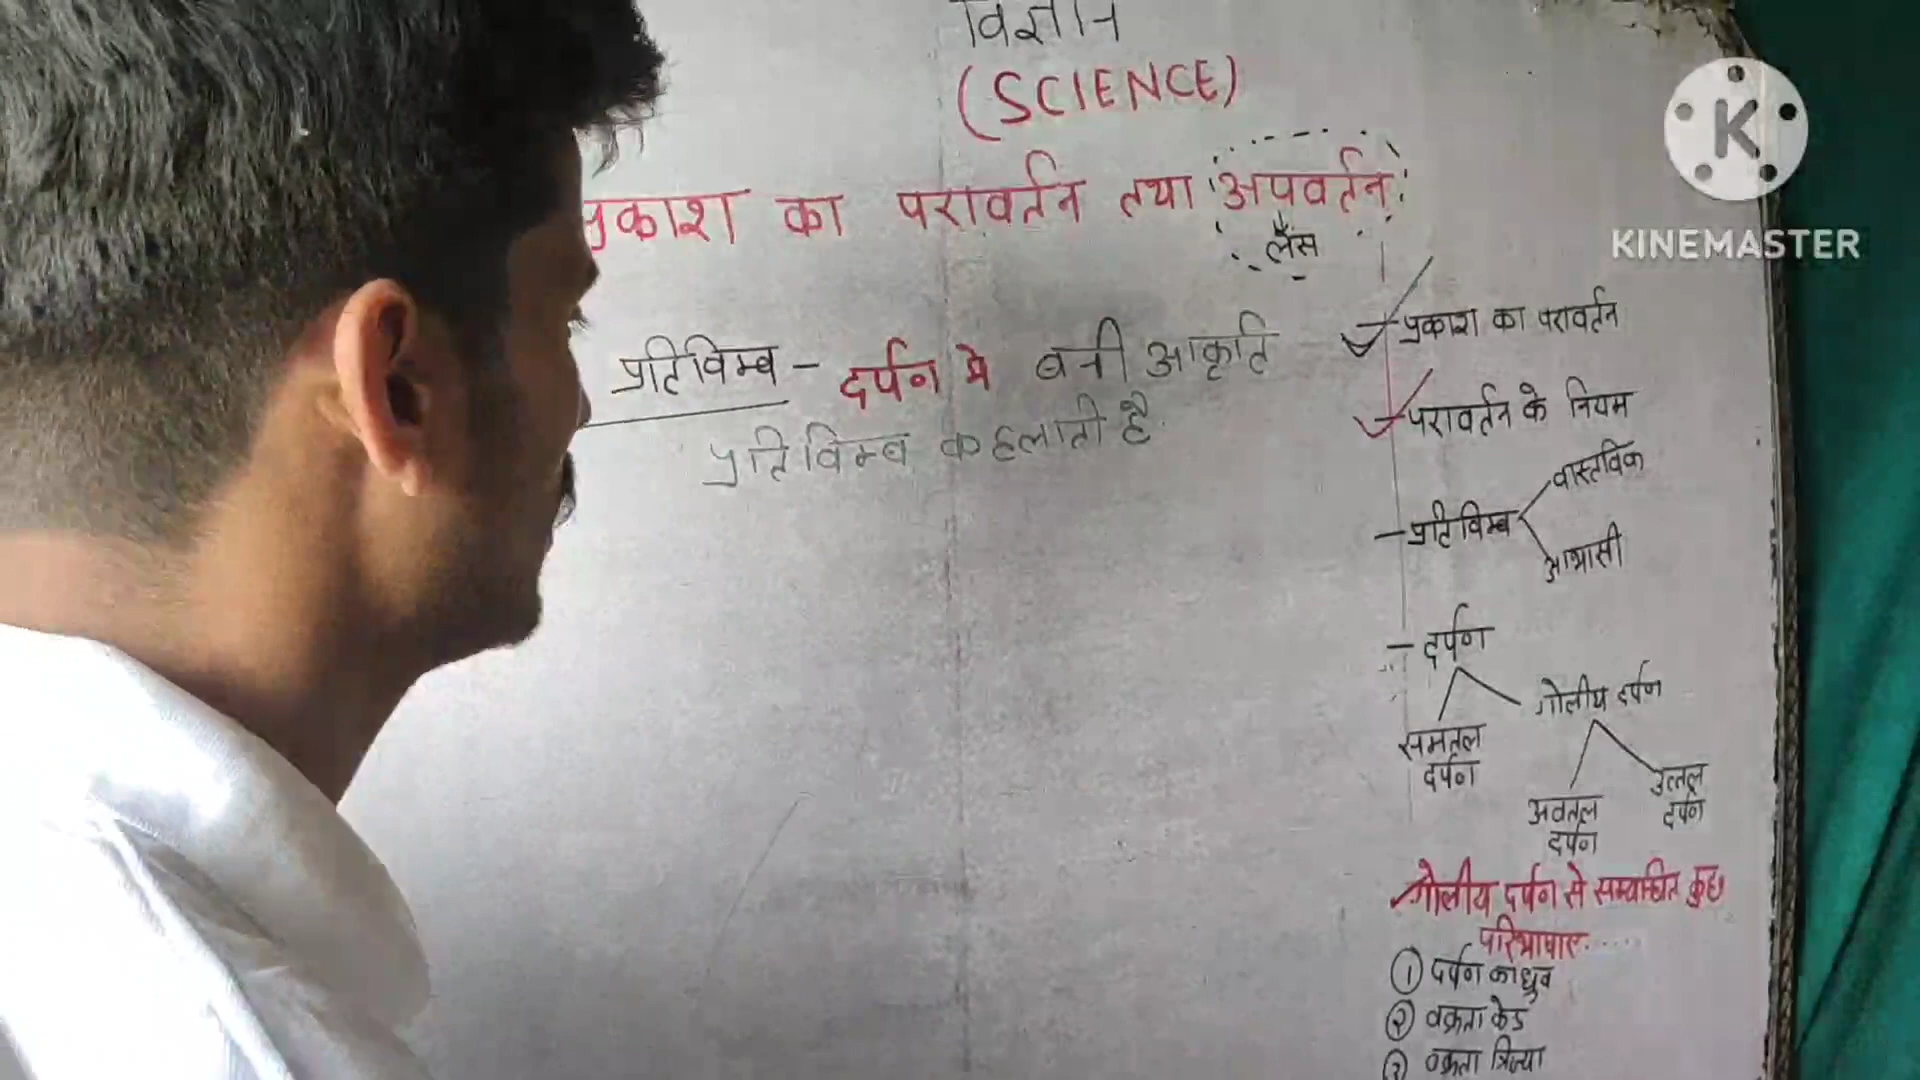 विज्ञान
(SCIENCE)
प्रकाश का परावर्तन तथा अपवर्तन
लेंस
प्रतिविम्ब - दर्पण मे बनी आकृति
प्रतिविम्ब कहलाती है.
- प्रकाश का परावर्तन
- परावर्तन के नियम
- प्रतिविम्ब
वास्तविक
आभासी
- दर्पण
समतल
दर्पण
गोलीय दर्पण
अवतल
दर्पण
उत्तल
दर्पण
गोलीय दर्पण से सम्बन्धित कुछ
परिभाषाए.....
① दर्पण का ध्रुव
② वक्रता केन्द्र
③ वक्रता त्रिज्या
K
KINEMASTER